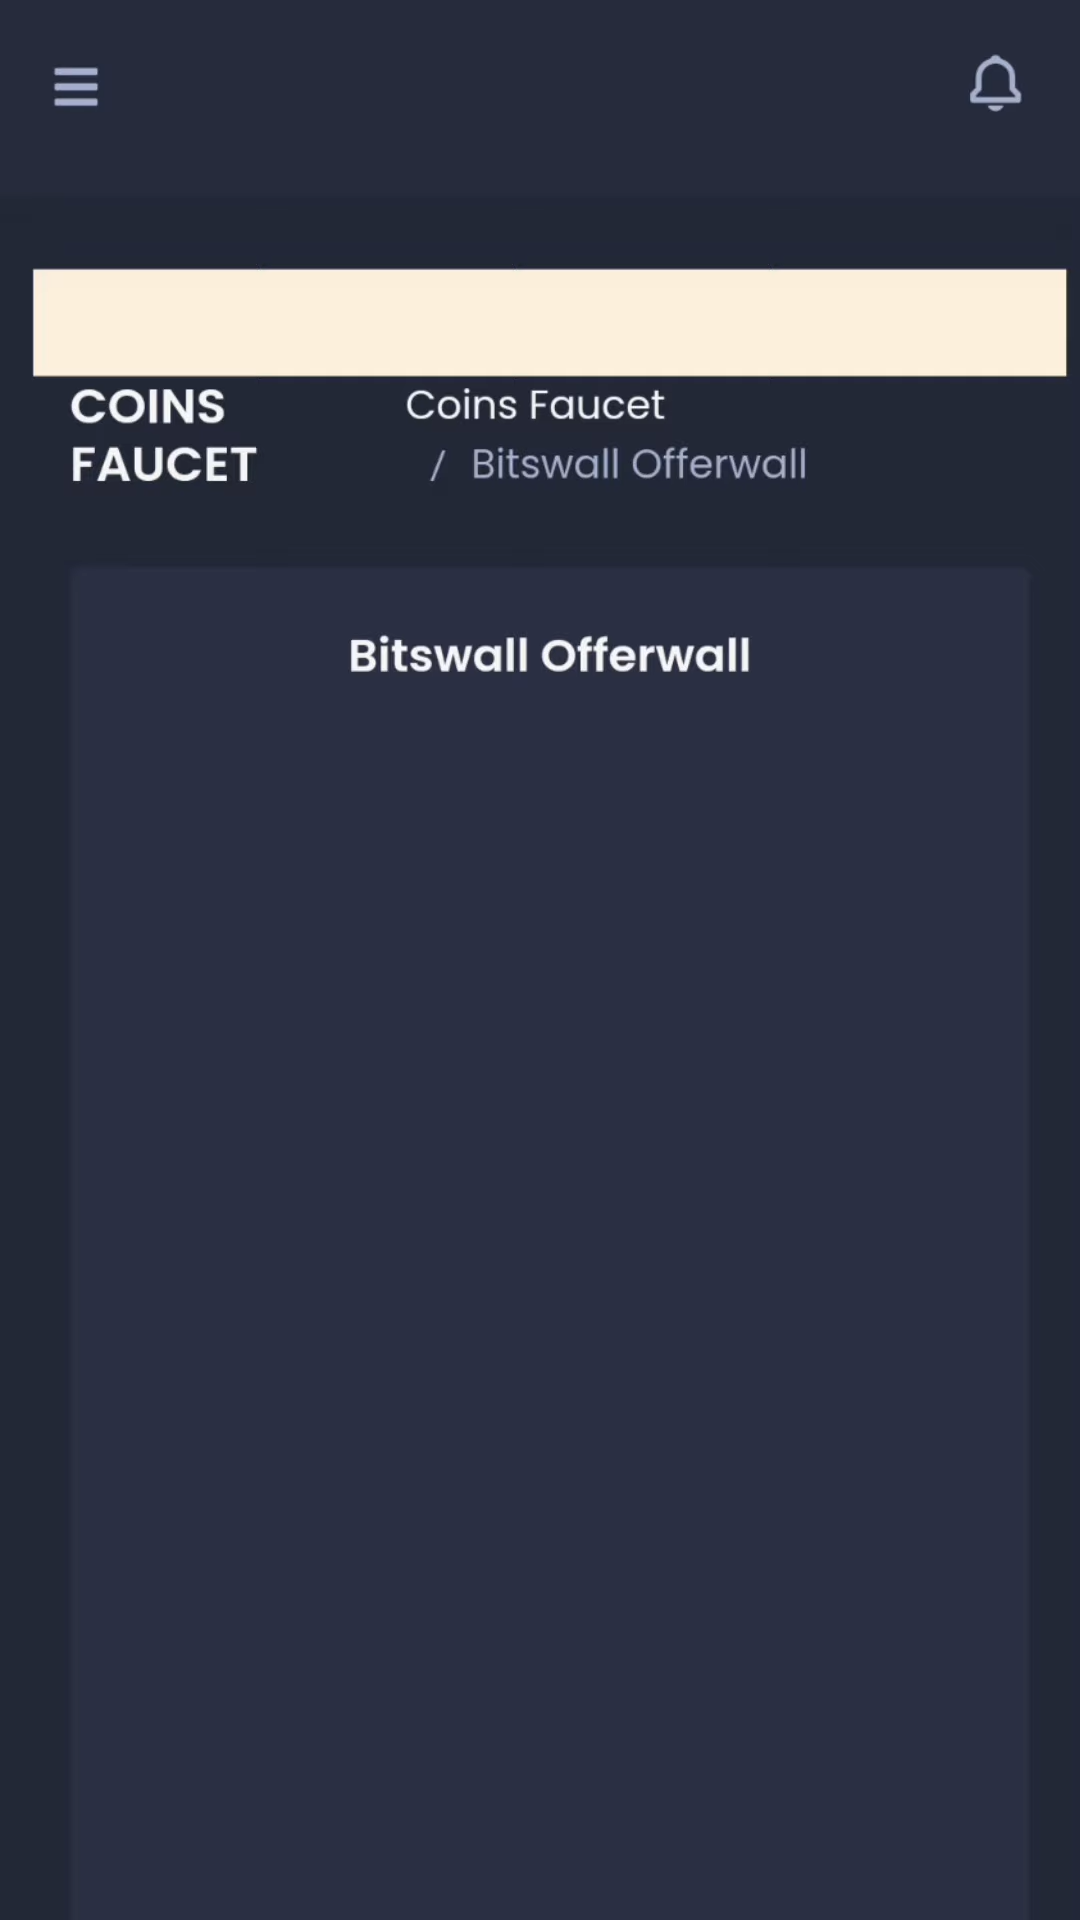 COINS
FAUCET
Coins Faucet
/ Bitswall Offerwall
Bitswall Offerwall